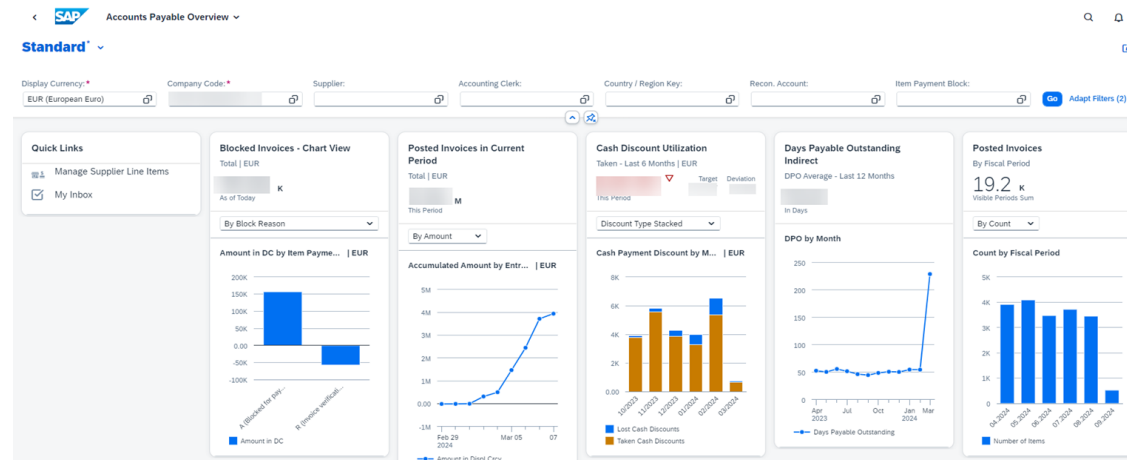 SAP Accounts Payable Overview
Standard*
Display Currency:*
EUR (European Euro)
Company Code:*
Supplier:
Accounting Clerk:
Country / Region Key:
Recon. Account:
Item Payment Block:
Go
Adapt Filters (2)
Quick Links
Manage Supplier Line Items
My Inbox
Blocked Invoices - Chart View
Total | EUR
K
As of Today
By Block Reason
Amount in DC by Item Payme... | EUR
200K
150K
100K
50K
0.00
-50K
-100K
A (Blocked for pay...
R (Invoice verificati...
Amount in DC
Posted Invoices in Current
Period
Total | EUR
M
This Period
By Amount
Accumulated Amount by Entr... | EUR
5M
4M
3M
2M
1M
0.00
-1M
Feb 29 Mar 05 07
2024
Amount in Displ Crcy
Cash Discount Utilization
Taken - Last 6 Months | EUR
Target Deviation
This Period
Discount Type Stacked
Cash Payment Discount by M... | EUR
8K
6K
4K
2K
0.00
10/2023 11/2023 12/2023 01/2024 02/2024 03/2024
Lost Cash Discounts
Taken Cash Discounts
Days Payable Outstanding
Indirect
DPO Average - Last 12 Months
In Days
DPO by Month
250
200
150
100
50
0
Apr Jul Oct Jan Mar
2023 2024
Days Payable Outstanding
Posted Invoices
By Fiscal Period
19.2 K
Visible Periods Sum
By Count
Count by Fiscal Period
5K
4K
3K
2K
1K
0
04.2024 05.2024 06.2024 07.2024 08.2024 09.2024
Number of Items